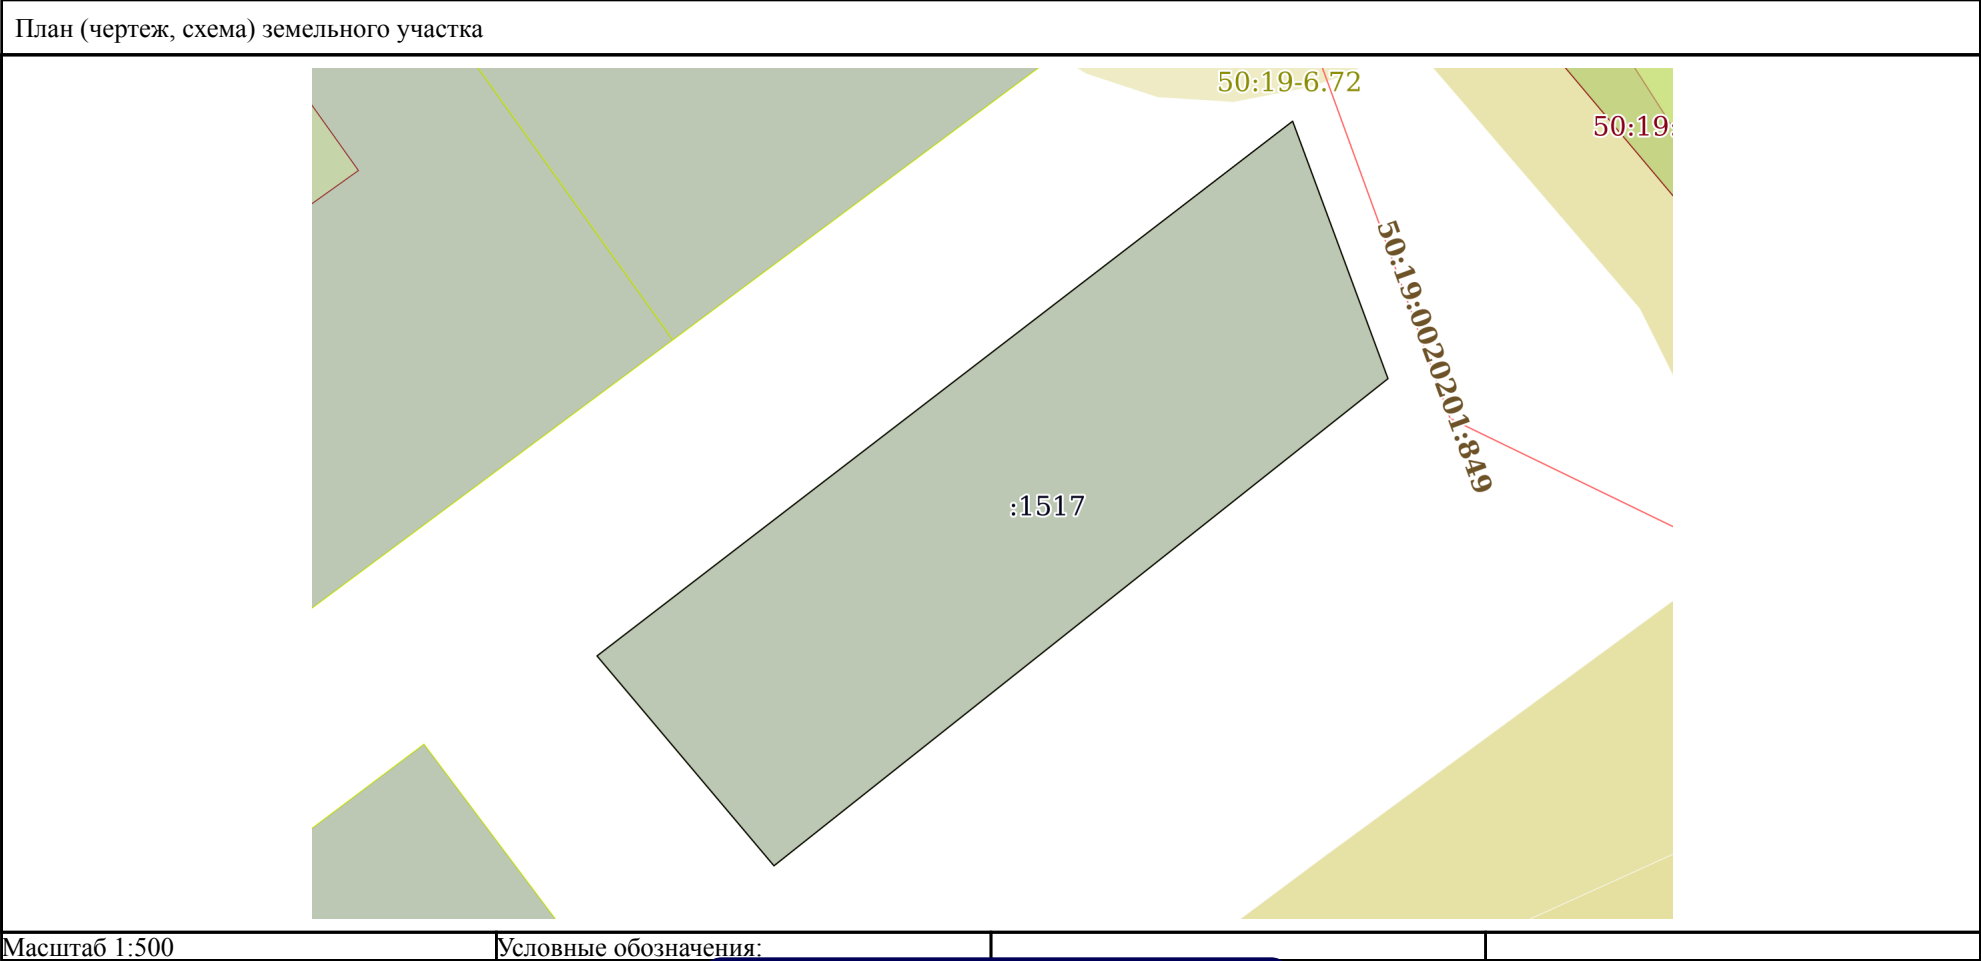 План (чертеж, схема) земельного участка
50:19-6.72
50:19:
50:19:0020201:849
:1517
Масштаб 1:500
Условные обозначения: